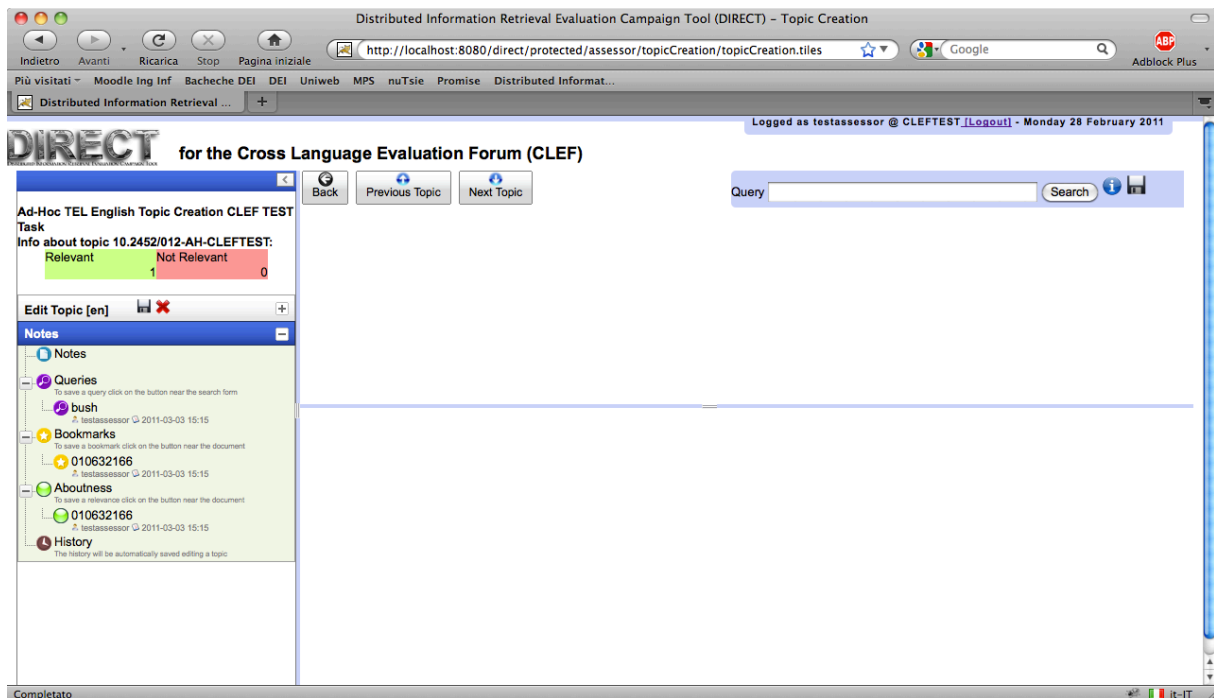 Distributed Information Retrieval Evaluation Campaign Tool (DIRECT) – Topic Creation
Indietro Avanti Ricarica Stop Pagina iniziale
http://localhost:8080/direct/protected/assessor/topicCreation/topicCreation.tiles
Google
ABP
Adblock Plus
Più visitati Moodle Ing Inf Bacheche DEI DEI Uniweb MPS nuTsie Promise Distributed Informat...
Distributed Information Retrieval ... +
Logged as testassessor @ CLEFTEST [Logout] - Monday 28 February 2011
DIRECT
DISTRIBUTED INFORMATION RETRIEVAL EVALUATION CAMPAIGN TOOL
for the Cross Language Evaluation Forum (CLEF)
Back Previous Topic Next Topic
Query Search
Ad-Hoc TEL English Topic Creation CLEF TEST
Task
Info about topic 10.2452/012-AH-CLEFTEST:
Relevant Not Relevant
1 0
Edit Topic [en]
Notes
Notes
Queries
To save a query click on the button near the search form
bush
testassessor 2011-03-03 15:15
Bookmarks
To save a bookmark click on the button near the document
010632166
testassessor 2011-03-03 15:15
Aboutness
To save a relevance click on the button near the document
010632166
testassessor 2011-03-03 15:15
History
The history will be automatically saved editing a topic
Completato
it-IT